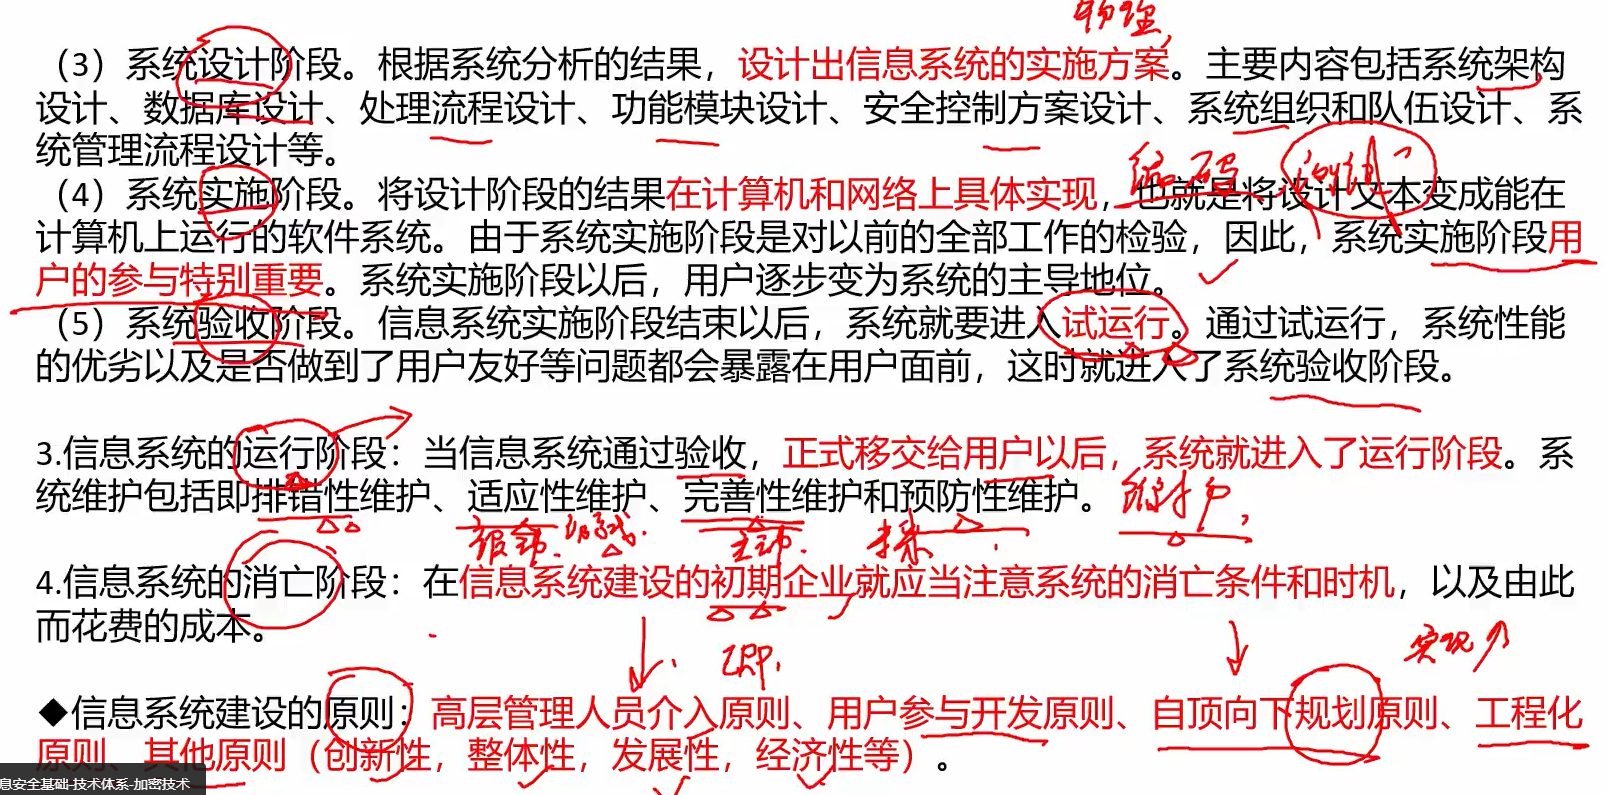 物理
（3）系统设计阶段。根据系统分析的结果，设计出信息系统的实施方案。主要内容包括系统架构
设计、数据库设计、处理流程设计、功能模块设计、安全控制方案设计、系统组织和队伍设计、系
统管理流程设计等。
编码
（4）系统实施阶段。将设计阶段的结果在计算机和网络上具体实现，也就是将设计文本变成能在
计算机上运行的软件系统。由于系统实施阶段是对以前的全部工作的检验，因此，系统实施阶段用
户的参与特别重要。系统实施阶段以后，用户逐步变为系统的主导地位。
（5）系统验收阶段。信息系统实施阶段结束以后，系统就要进入试运行。通过试运行，系统性能
的优劣以及是否做到了用户友好等问题都会暴露在用户面前，这时就进入了系统验收阶段。
3.信息系统的运行阶段：当信息系统通过验收，正式移交给用户以后，系统就进入了运行阶段。系
统维护包括即排错性维护、适应性维护、完善性维护和预防性维护。 维护
4.信息系统的消亡阶段：在信息系统建设的初期企业就应当注意系统的消亡条件和时机，以及由此
而花费的成本。
ERP. 实现
◆信息系统建设的原则：高层管理人员介入原则、用户参与开发原则、自顶向下规划原则、工程化
原则、其他原则（创新性，整体性，发展性，经济性等）。
息安全基础-技术体系-加密技术